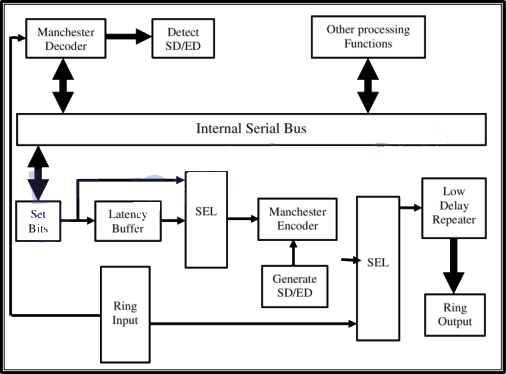 Manchester
Decoder
Detect
SD/ED
Other processing
Functions
Internal Serial Bus
Set
Bits
Latency
Buffer
SEL
Manchester
Encoder
Generate
SD/ED
SEL
Low
Delay
Repeater
Ring
Input
Ring
Output